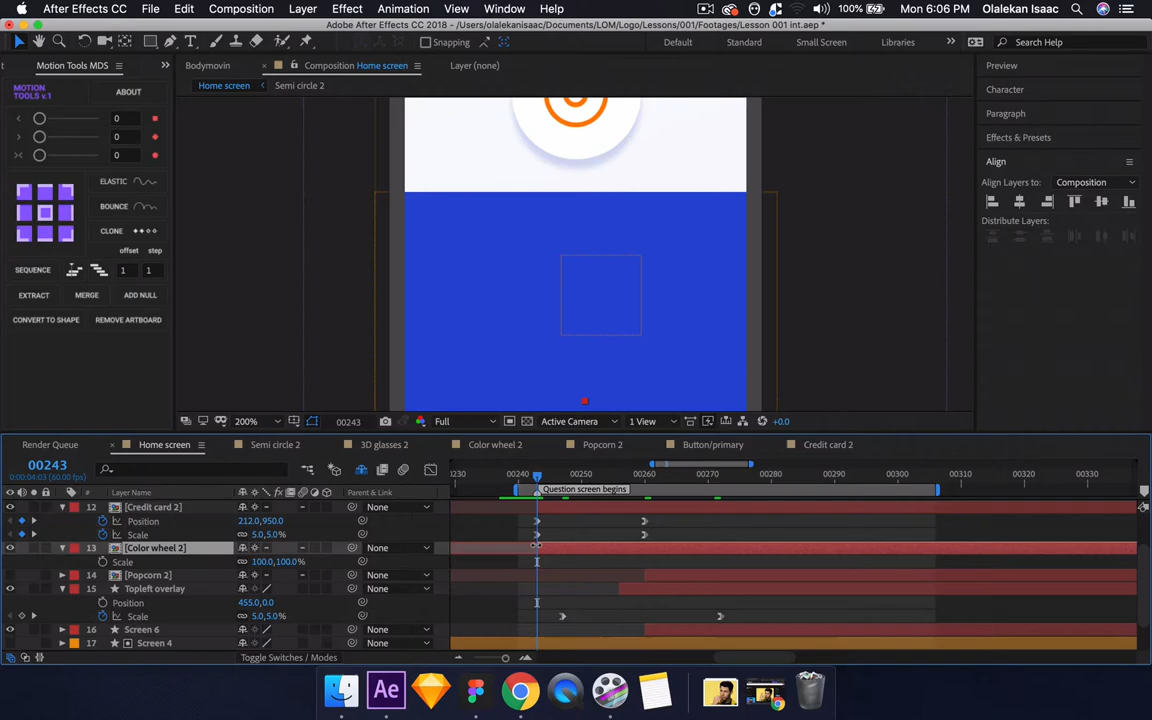 After Effects CC File Edit Composition Layer Effect Animation View Window Help 100% Mon 6:06 PM Olalekan Isaac
Adobe After Effects CC 2018 - /Users/olalekanisaac/Documents/LOM/Logo/Lessons/001/Footages/Lesson 001 int.aep *
Snapping Default Standard Small Screen Libraries Search Help
Motion Tools MDS Bodymovin Composition Home screen Layer (none) Preview
Home screen Semi circle 2
MOTION TOOLS v.1 ABOUT Character
0 Paragraph
0 Effects & Presets
0 Align
ELASTIC Align Layers to: Composition
BOUNCE
CLONE Distribute Layers:
offset step
SEQUENCE 1 1
EXTRACT MERGE ADD NULL
CONVERT TO SHAPE REMOVE ARTBOARD
200% 00243 Full Active Camera 1 View +0.0
Render Queue Home screen Semi circle 2 3D glasses 2 Color wheel 2 Popcorn 2 Button/primary Credit card 2
00243
0:00:04:03 (60.00 fps)
0230 00240 00250 00260 00270 00280 00290 00300 00310 00320 00330
# Layer Name Parent & Link Question screen begins
12 [Credit card 2] None
Position 212.0,950.0
Scale 5.0,5.0%
13 [Color wheel 2] None
Scale 100.0,100.0%
14 [Popcorn 2] None
15 Topleft overlay None
Position 455.0,0.0
Scale 5.0,5.0%
16 Screen 6 None
17 Screen 4 None
Toggle Switches / Modes
Ae